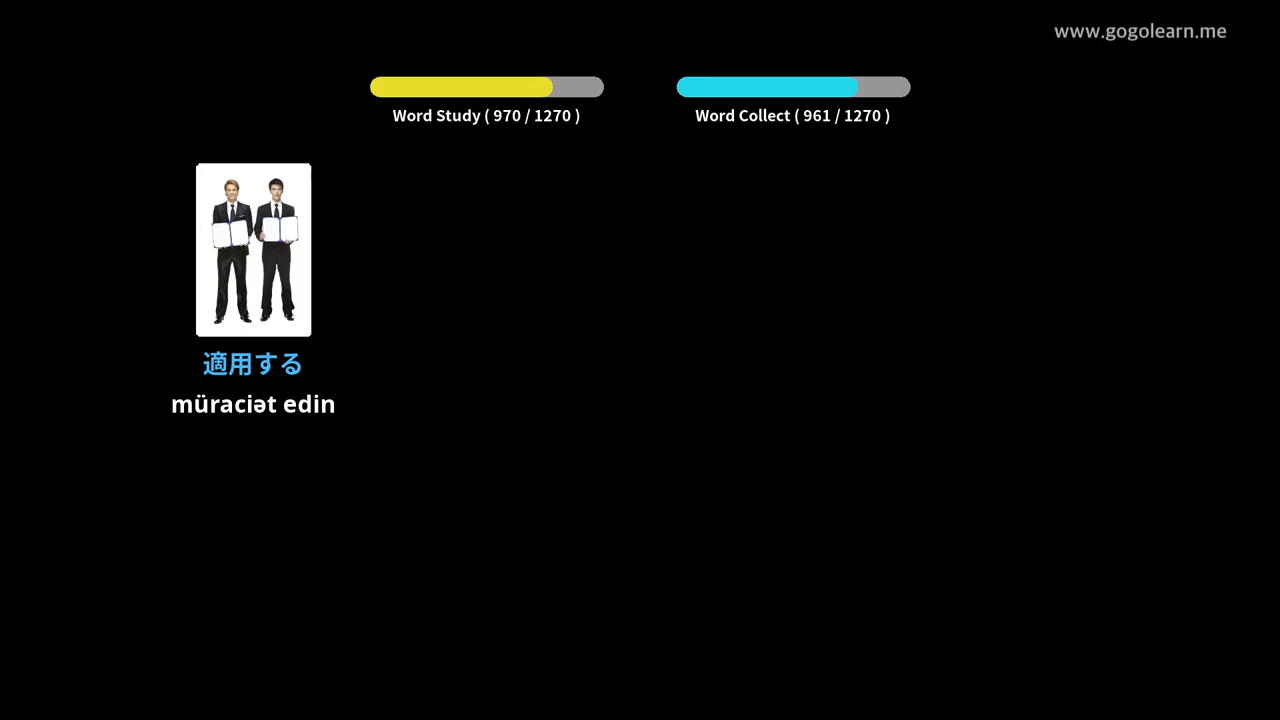 www.gogolearn.me
Word Study ( 970 / 1270 )
Word Collect ( 961 / 1270 )
適用する
müraciət edin